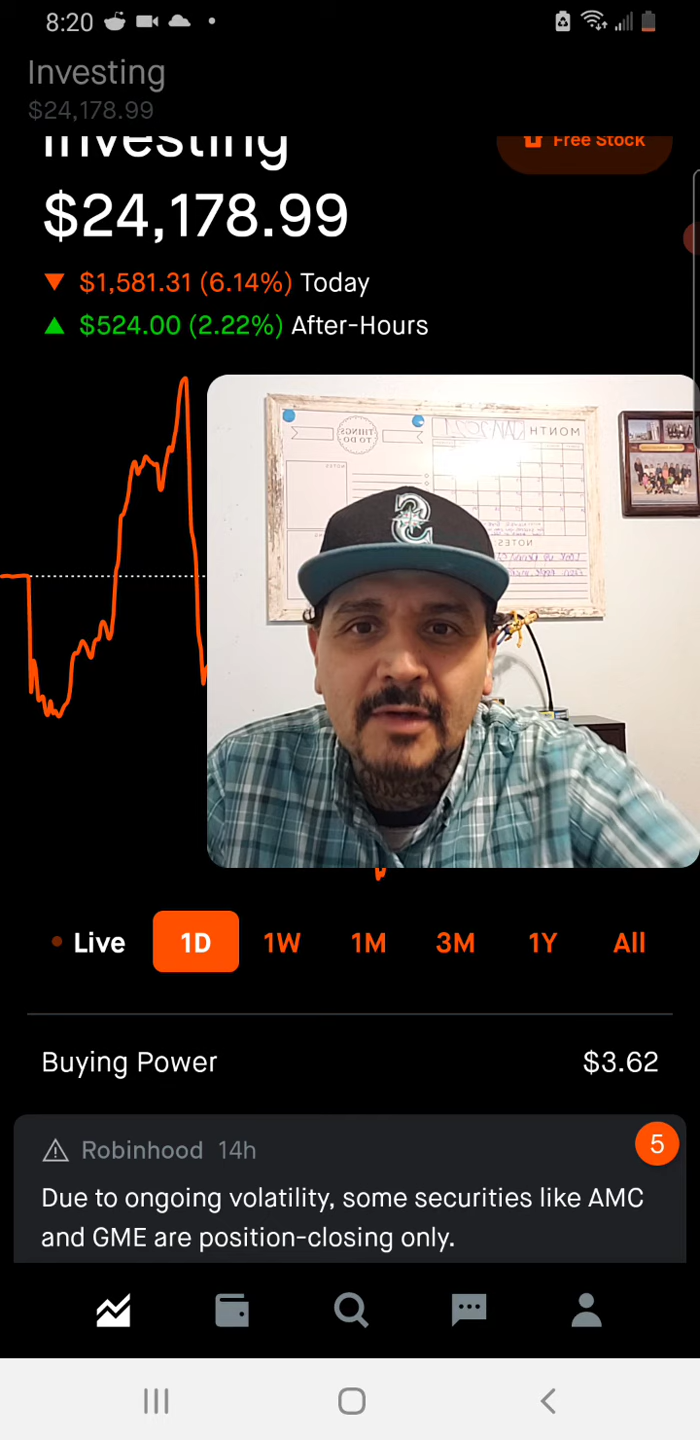 8:20
Investing
$24,178.99
Investing
Free Stock
$24,178.99
▼ $1,581.31 (6.14%) Today
▲ $524.00 (2.22%) After-Hours
THINGS TO DO
MONTH JAN 2021
NOTES
NOTES
Live 1D 1W 1M 3M 1Y All
Buying Power $3.62
Robinhood 14h
5
Due to ongoing volatility, some securities like AMC
and GME are position-closing only.